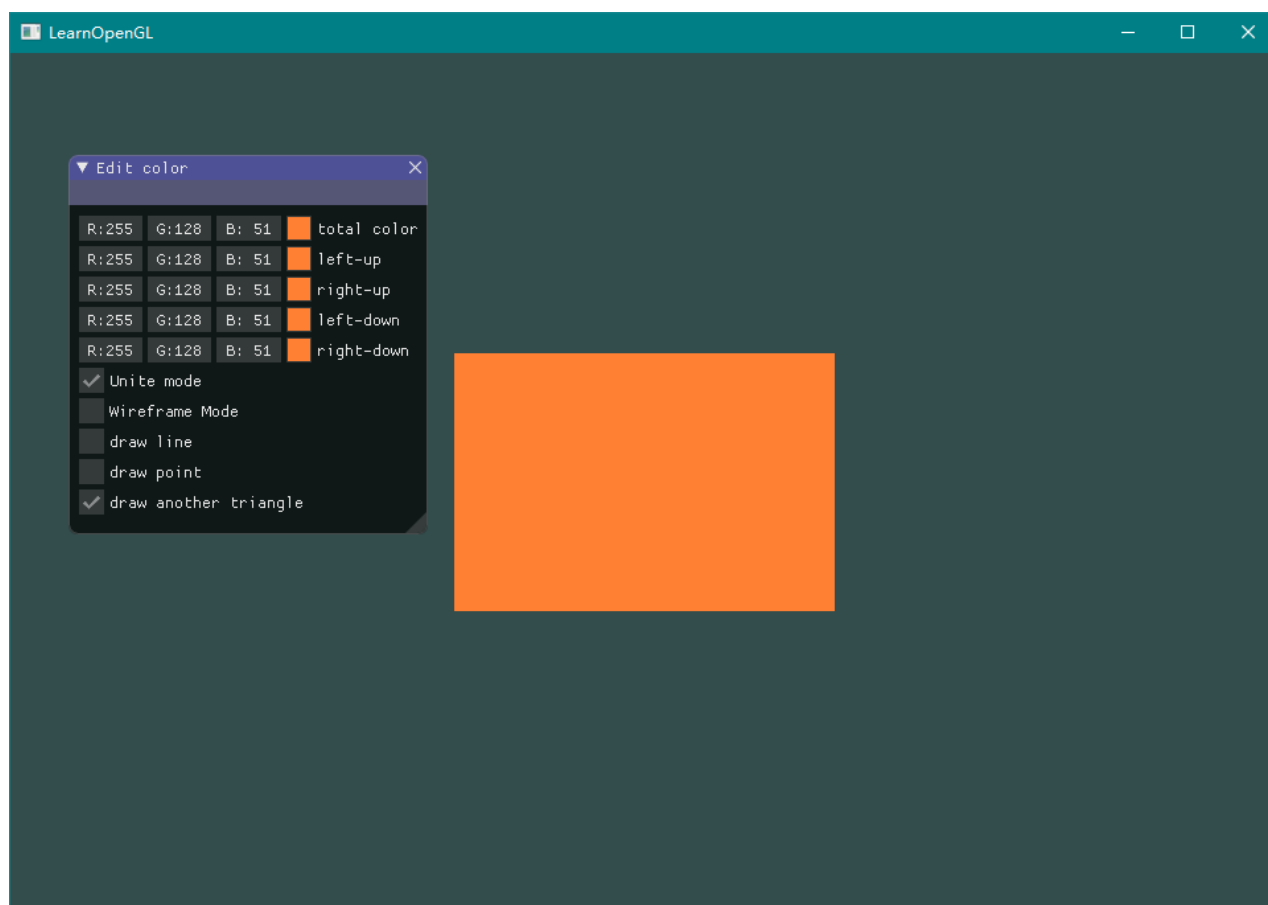 LearnOpenGL
Edit color
R:255 G:128 B: 51 total color
R:255 G:128 B: 51 left-up
R:255 G:128 B: 51 right-up
R:255 G:128 B: 51 left-down
R:255 G:128 B: 51 right-down
Unite mode
Wireframe Mode
draw line
draw point
draw another triangle